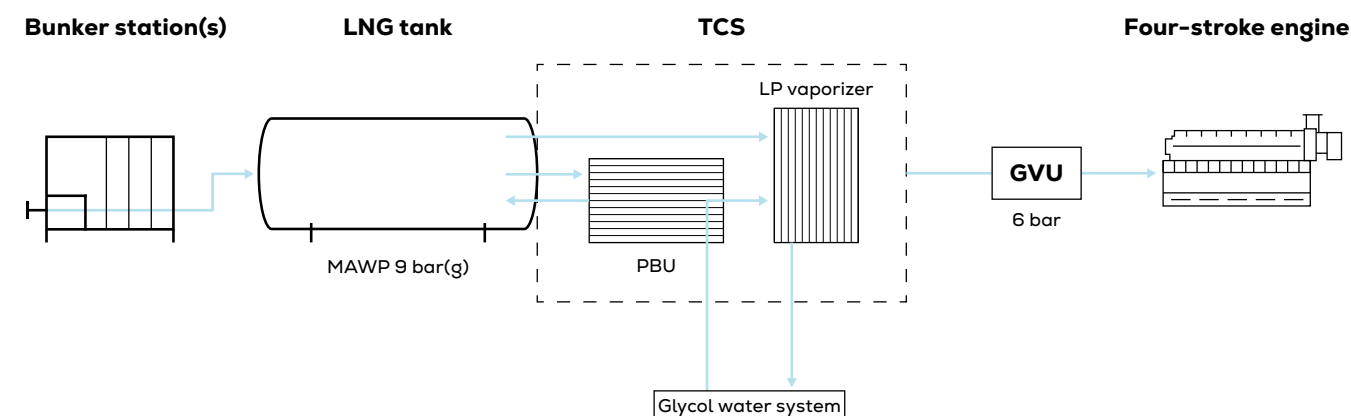 Bunker station(s)
LNG tank
TCS
Four-stroke engine
LP vaporizer
GVU
6 bar
MAWP 9 bar(g)
PBU
Glycol water system